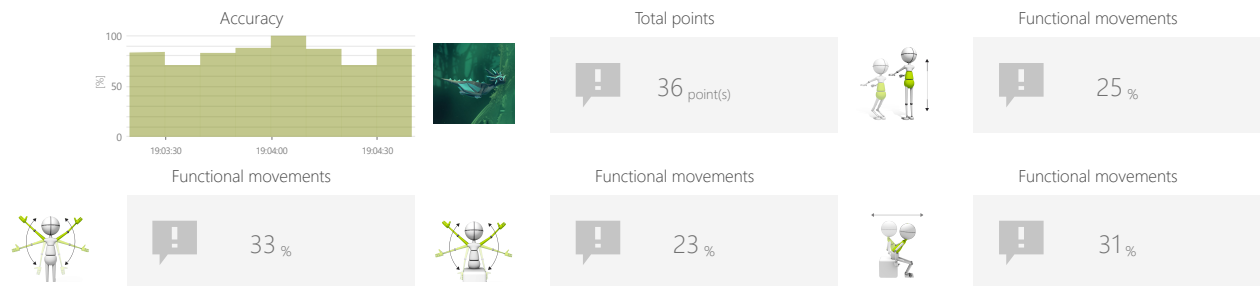 Accuracy
Total points
Functional movements
100
[%]
50
0
19:03:30
19:04:00
19:04:30
36 point(s)
25 %
Functional movements
Functional movements
Functional movements
33 %
23 %
31 %